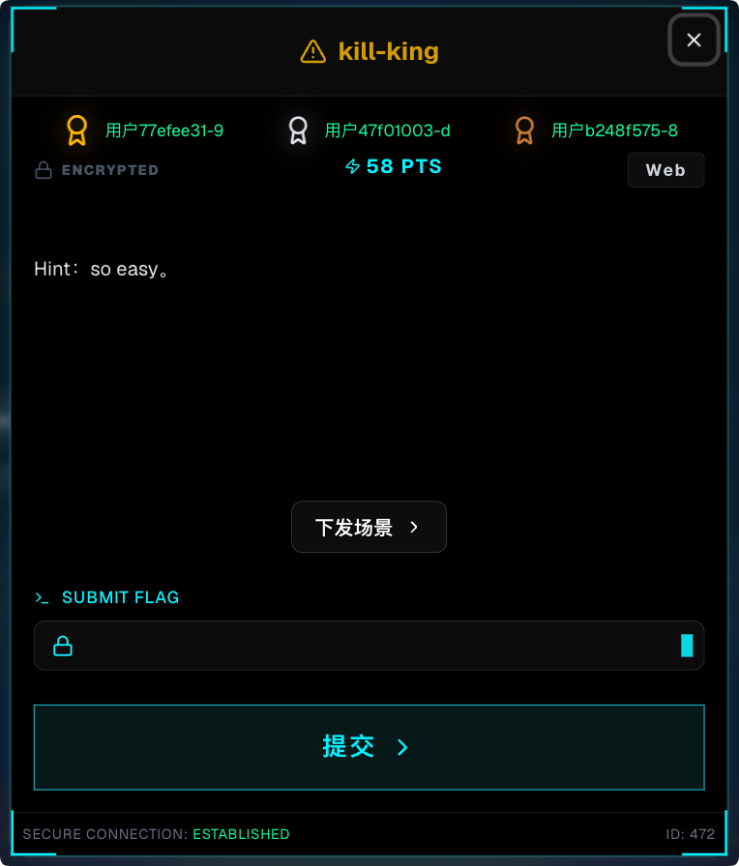 kill-king
用户77efee31-9 用户47f01003-d 用户b248f575-8
ENCRYPTED 58 PTS Web
Hint：so easy。
下发场景
SUBMIT FLAG
提交
SECURE CONNECTION: ESTABLISHED ID: 472